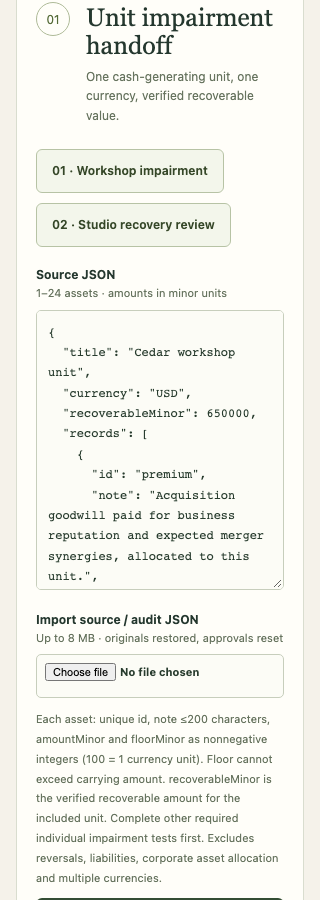 01
Unit impairment
handoff
One cash-generating unit, one
currency, verified recoverable
value.
01 · Workshop impairment
02 · Studio recovery review
Source JSON
1–24 assets · amounts in minor units
{
"title": "Cedar workshop
unit",
"currency": "USD",
"recoverableMinor": 650000,
"records": [
{
"id": "premium",
"note": "Acquisition
goodwill paid for business
reputation and expected merger
synergies, allocated to this
unit.",
Import source / audit JSON
Up to 8 MB · originals restored, approvals reset
Choose file No file chosen
Each asset: unique id, note ≤200 characters,
amountMinor and floorMinor as nonnegative
integers (100 = 1 currency unit). Floor cannot
exceed carrying amount. recoverableMinor is
the verified recoverable amount for the
included unit. Complete other required
individual impairment tests first. Excludes
reversals, liabilities, corporate asset allocation
and multiple currencies.